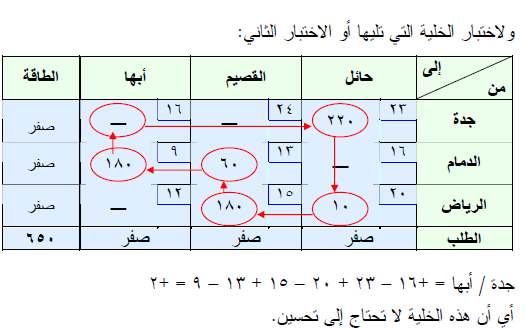 ولاختبار الخلية التي تليها أو الاختبار الثاني:
إلى من حائل القصيم أبها الطاقة
جدة ٢٣ ٢٢٠ ٢٤ — ١٦ — صفر
الدمام ١٦ — ١٣ ٦٠ ٩ ١٨٠ صفر
الرياض ٢٠ ١٠ ١٥ ١٨٠ ١٢ — صفر
الطلب صفر صفر صفر ٦٥٠
جدة / أبها = +١٦ – ٢٣ + ٢٠ – ١٥ + ١٣ – ٩ = +٢
أي أن هذه الخلية لا تحتاج إلى تحسين.